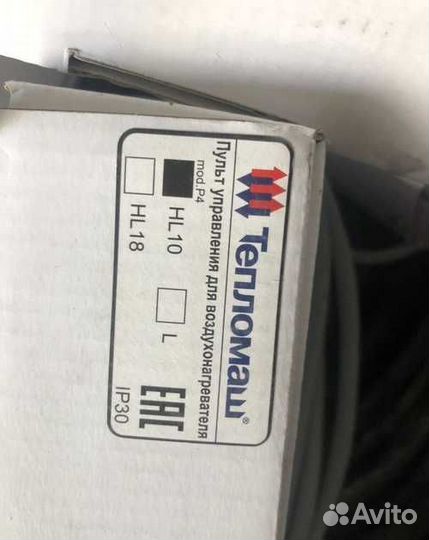 Тепломаш®
Пульт управления для воздухонагревателя
mod.P4
HL10
L
HL18
EAC
IP30
Avito